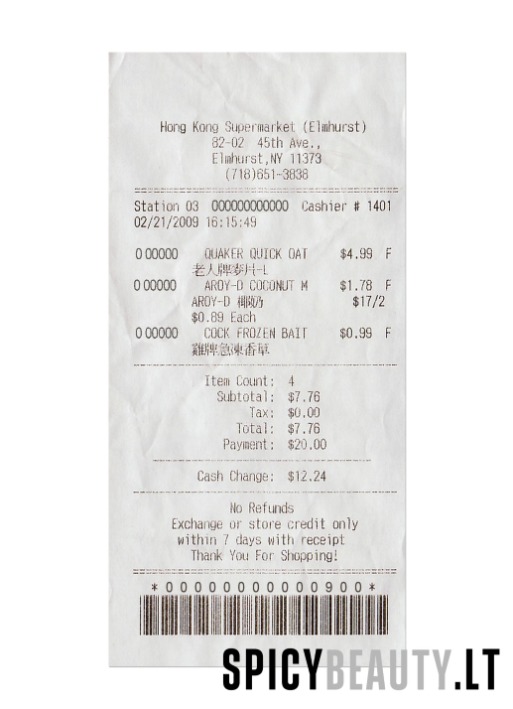 Hong Kong Supermarket (Elmhurst)
82-02 45th Ave.,
Elmhurst,NY 11373
(718)651-3838
Station 03 000000000000 Cashier # 1401
02/21/2009 16:15:49
0 00000 QUAKER QUICK OAT $4.99 F
老人牌麥片-L
0 00000 AROY-D COCONUT M $1.78 F
AROY-D 椰奶 $17/2
$0.89 Each
0 00000 COCK FROZEN BAIT $0.99 F
雞牌急凍香草
Item Count: 4
Subtotal: $7.76
Tax: $0.00
Total: $7.76
Payment: $20.00
Cash Change: $12.24
No Refunds
Exchange or store credit only
within 7 days with receipt
Thank You For Shopping!
*000000000000900*
SPICYBEAUTY.LT